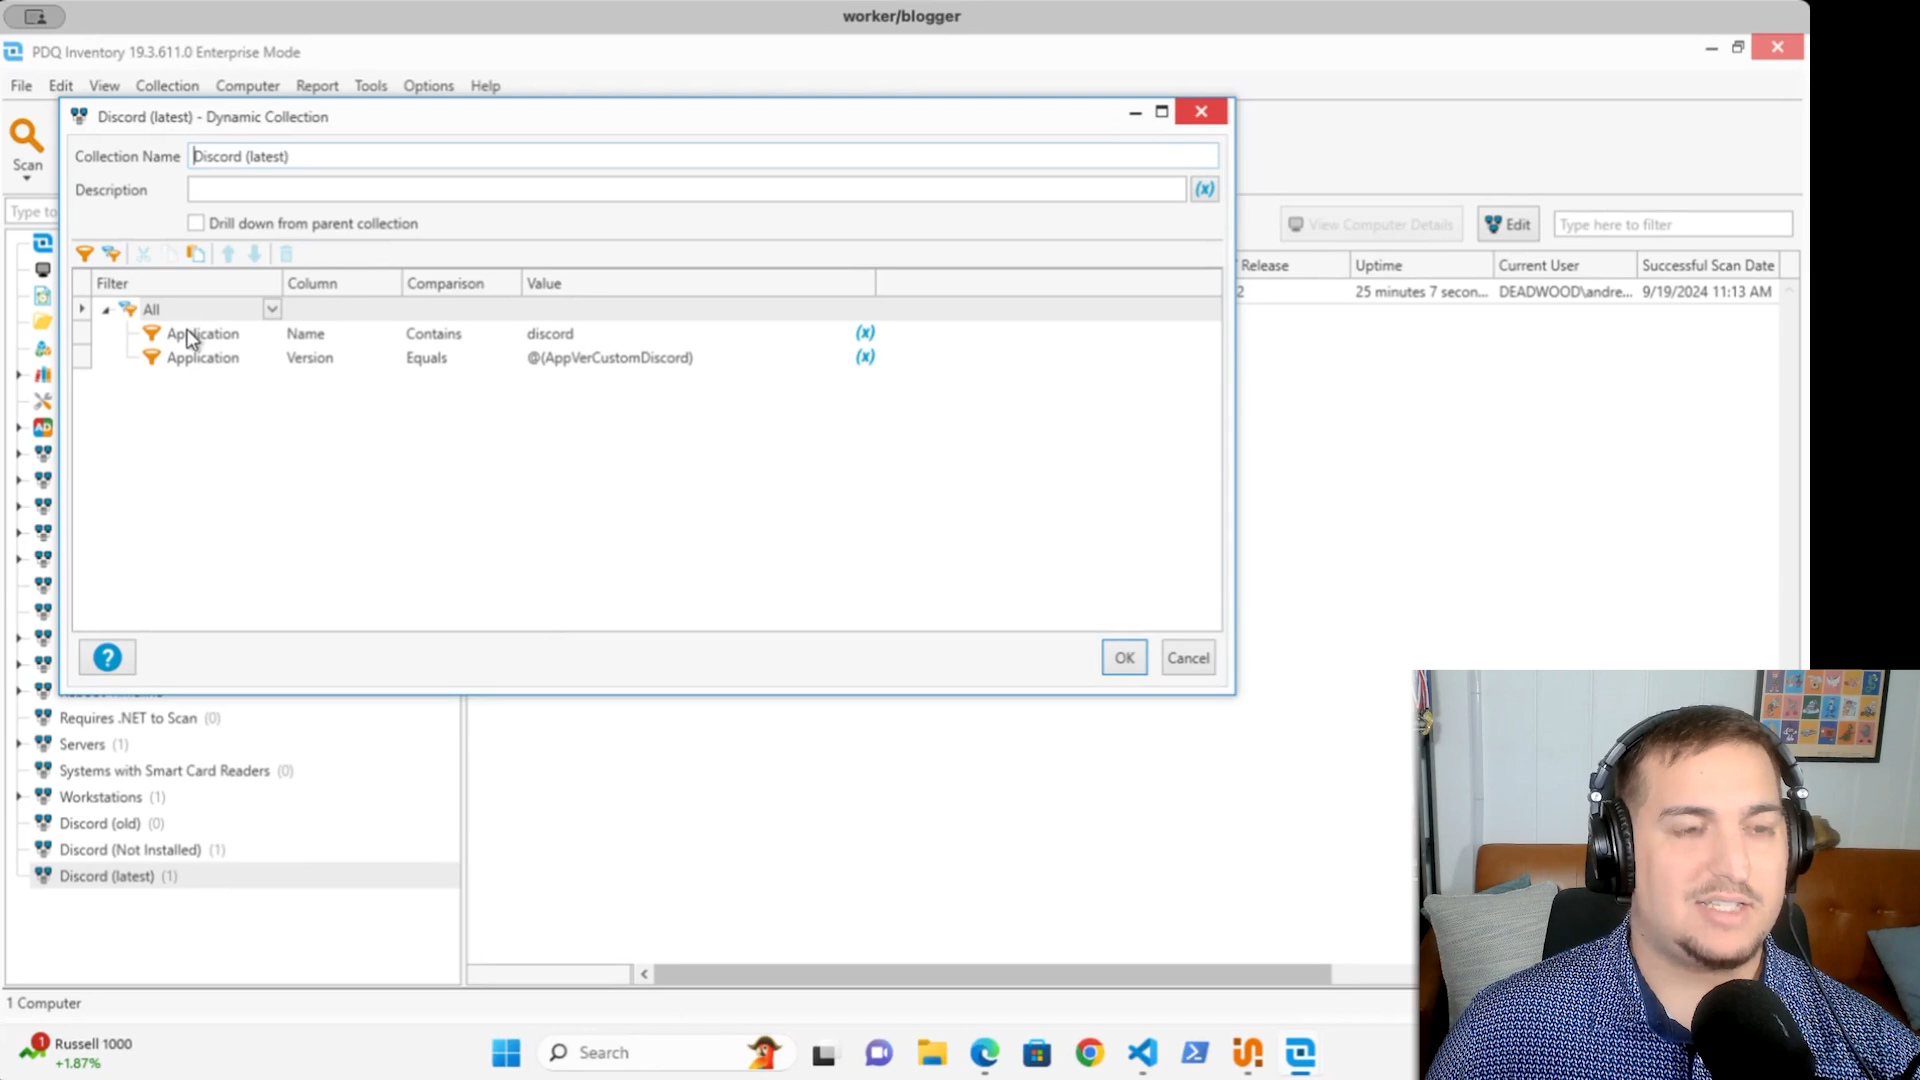 worker/blogger
PDQ Inventory 19.3.611.0 Enterprise Mode
File Edit View Collection Computer Report Tools Options Help
Scan
Discord (latest) - Dynamic Collection
Collection Name Discord (latest)
Description (x)
Drill down from parent collection
Type to
View Computer Details Edit Type here to filter
Filter Column Comparison Value
All
Application Name Contains discord (x)
Application Version Equals @(AppVerCustomDiscord) (x)
Release Uptime Current User Successful Scan Date
2 25 minutes 7 secon... DEADWOOD\andre... 9/19/2024 11:13 AM
AD
? OK Cancel
Requires .NET to Scan (0)
Servers (1)
Systems with Smart Card Readers (0)
Workstations (1)
Discord (old) (0)
Discord (Not Installed) (1)
Discord (latest) (1)
1 Computer
1 Russell 1000
+1.87%
Search